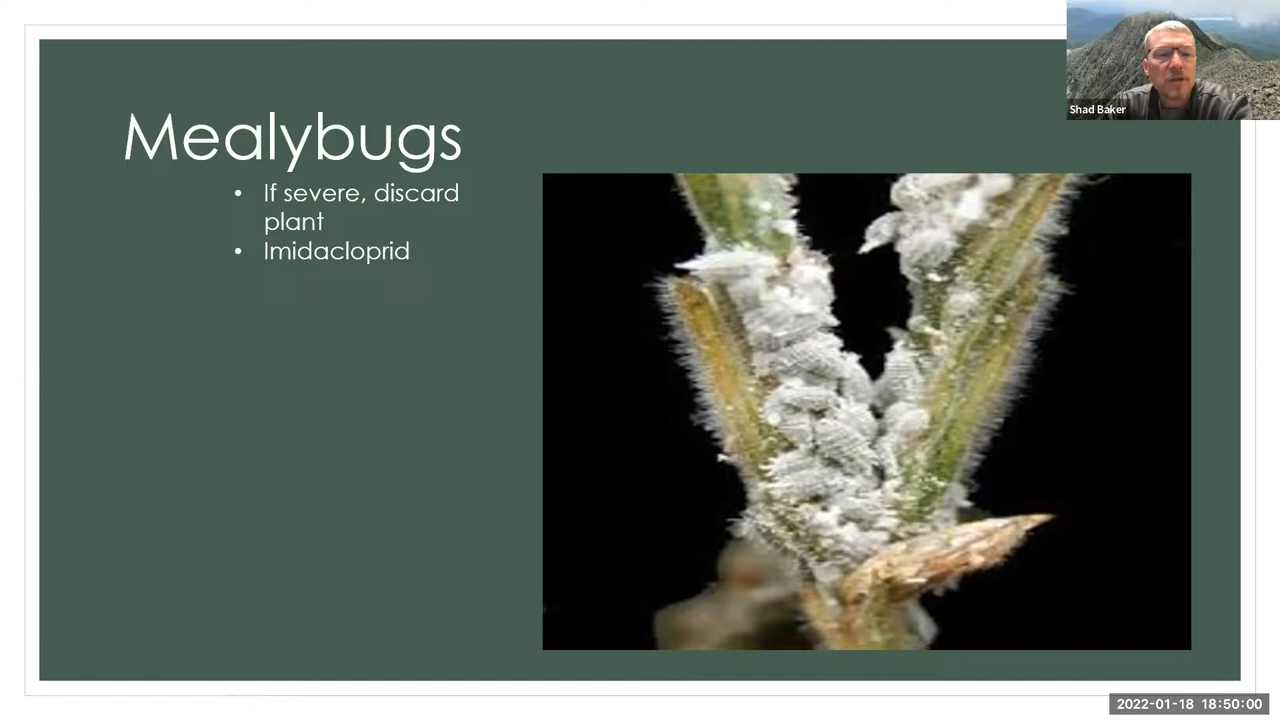 Shad Baker
Mealybugs
• If severe, discard
plant
• Imidacloprid
2022-01-18 18:50:00